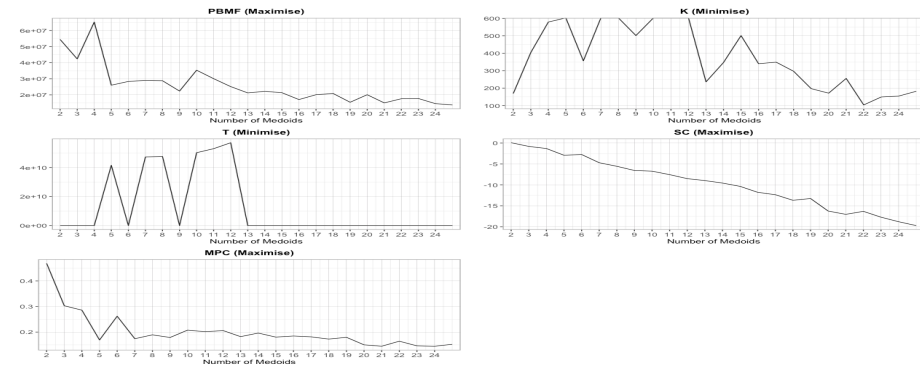 PBMF (Maximise)
6e+07
5e+07
4e+07
3e+07
2e+07
2 3 4 5 6 7 8 9 10 11 12 13 14 15 16 17 18 19 20 21 22 23 24
Number of Medoids
K (Minimise)
600
500
400
300
200
100
2 3 4 5 6 7 8 9 10 11 12 13 14 15 16 17 18 19 20 21 22 23 24
Number of Medoids
T (Minimise)
4e+10
2e+10
0e+00
2 3 4 5 6 7 8 9 10 11 12 13 14 15 16 17 18 19 20 21 22 23 24
Number of Medoids
SC (Maximise)
0
-5
-10
-15
-20
2 3 4 5 6 7 8 9 10 11 12 13 14 15 16 17 18 19 20 21 22 23 24
Number of Medoids
MPC (Maximise)
0.4
0.3
0.2
2 3 4 5 6 7 8 9 10 11 12 13 14 15 16 17 18 19 20 21 22 23 24
Number of Medoids